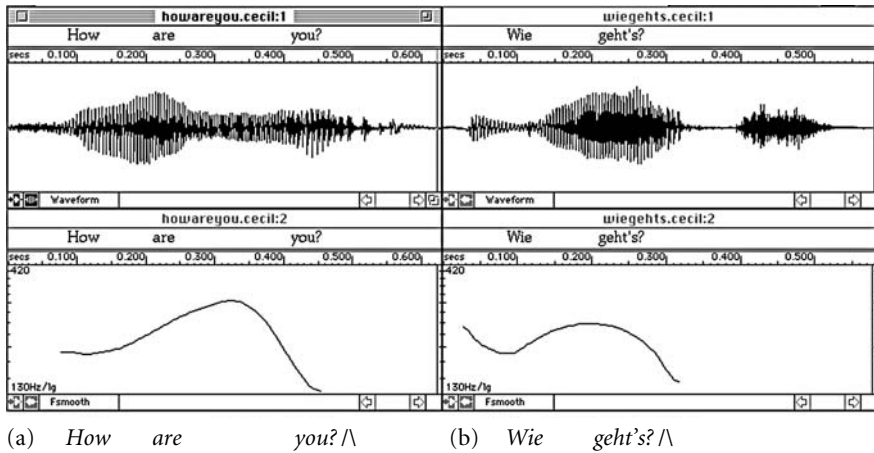 howareyou.cecil:1
How are you?
secs 0.100 0.200 0.300 0.400 0.500 0.600
Waveform
howareyou.cecil:2
How are you?
secs 0.100 0.200 0.300 0.400 0.500 0.600
420
130Hz/lg
Fsmooth
wiegehts.cecil:1
Wie geht's?
secs 0.100 0.200 0.300 0.400 0.500
Waveform
wiegehts.cecil:2
Wie geht's?
secs 0.100 0.200 0.300 0.400 0.500
420
130Hz/lg
Fsmooth
(a) How are you? /\
(b) Wie geht's? /\